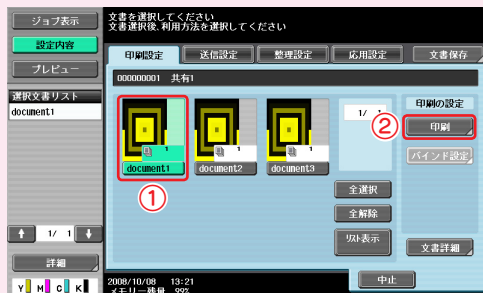 ジョブ表示
設定内容
プレビュー
選択文書リスト
document1
1/ 1
詳細
Y M C K
文書を選択してください
文書選択後、利用方法を選択してください
印刷設定
送信設定
整理設定
応用設定
文書保存
000000001 共有1
1
document1
1
document2
1
document3
①
1/ 1
全選択
全解除
リスト表示
印刷の設定
②
印刷
バインド設定
文書詳細
2008/10/08 13:21
メモリー残量 99%
中止